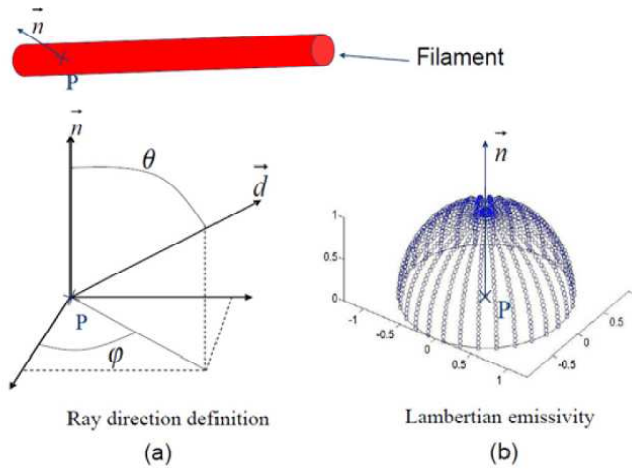 n
P
Filament
n
θ
d
P
φ
Ray direction definition
(a)
n
1
0.5
0
P
-1
-0.5
0
0.5
1
-0.5
0
0.5
Lambertian emissivity
(b)